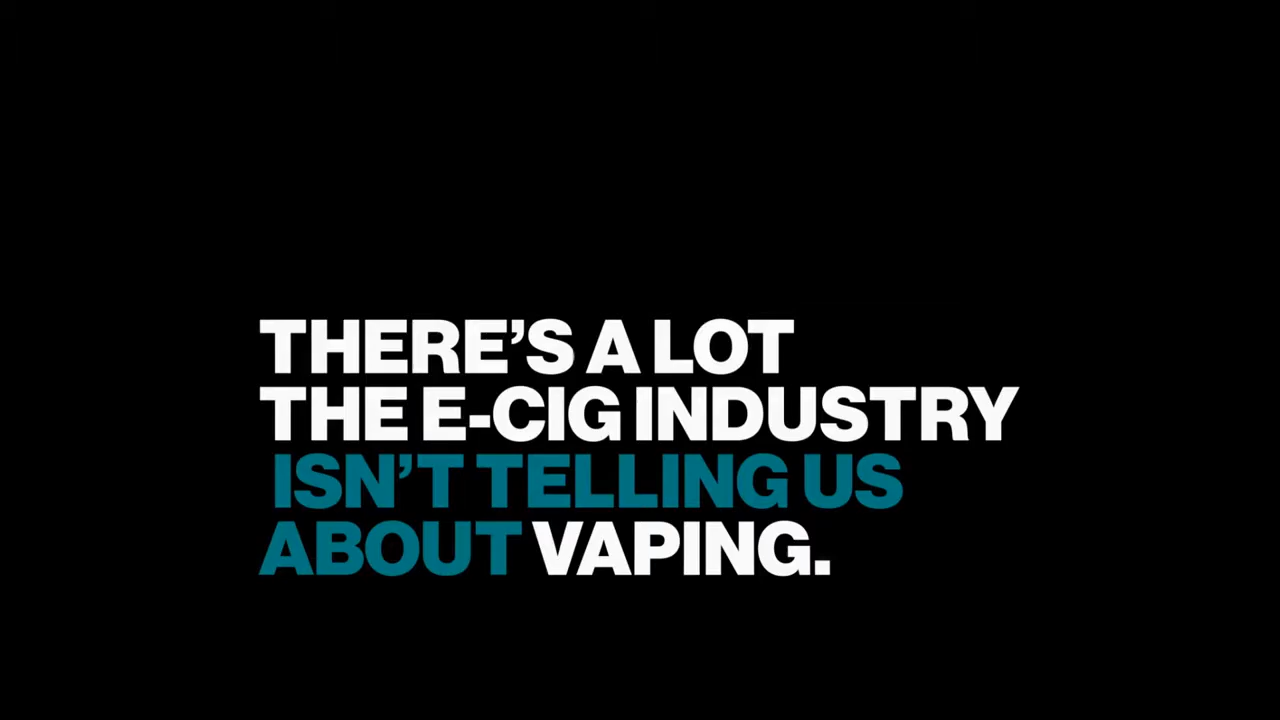 THERE’S A LOT
THE E-CIG INDUSTRY
ISN’T TELLING US
ABOUT VAPING.